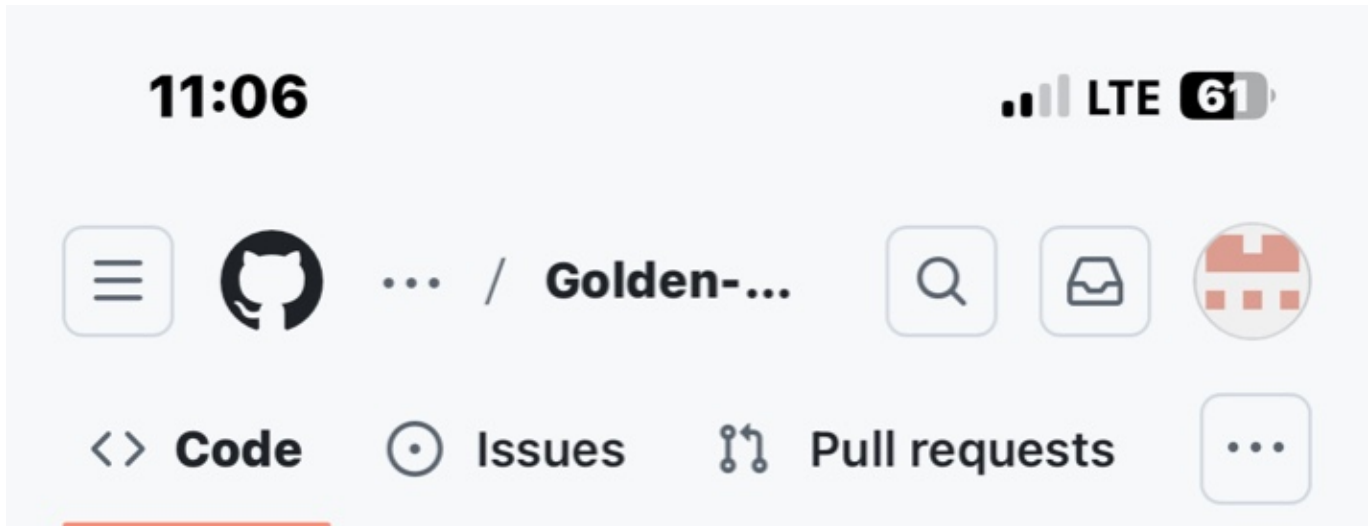 11:06 LTE 61
... / Golden-...
<> Code Issues Pull requests ...